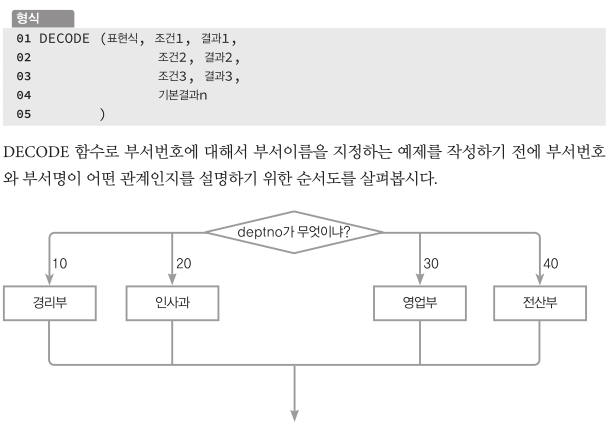 형식
01 DECODE (표현식, 조건1, 결과1,
02 조건2, 결과2,
03 조건3, 결과3,
04 기본결과n
05 )
DECODE 함수로 부서번호에 대해서 부서이름을 지정하는 예제를 작성하기 전에 부서번호
와 부서명이 어떤 관계인지를 설명하기 위한 순서도를 살펴봅시다.
deptno가 무엇이냐?
10 20 30 40
경리부 인사과 영업부 전산부